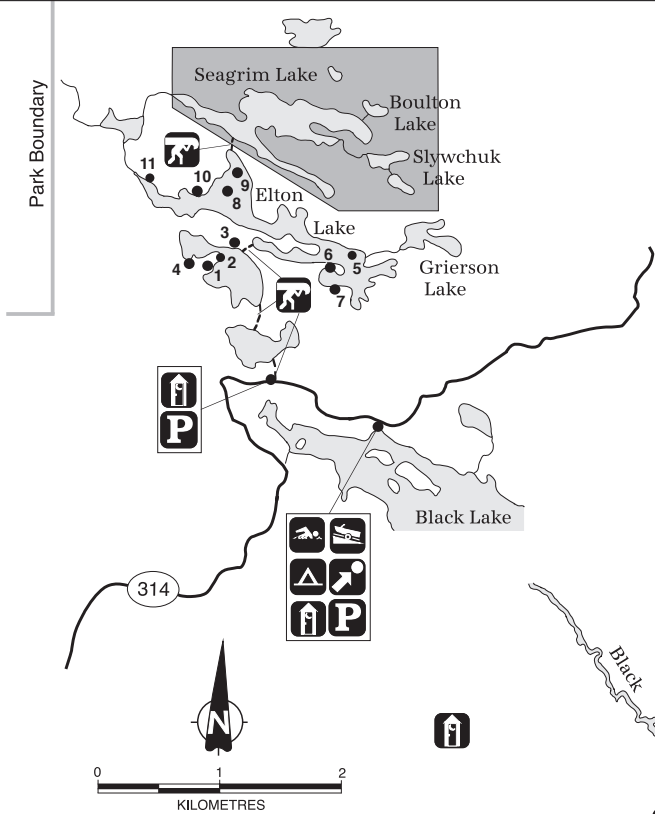 Seagrim Lake
Boulton
Lake
Slywchuk
Lake
Park Boundary
11
10
9
8
Elton
Lake
3
2
1
4
6
5
7
Grierson
Lake
P
Black Lake
P
314
Black
N
0 1 2
KILOMETRES